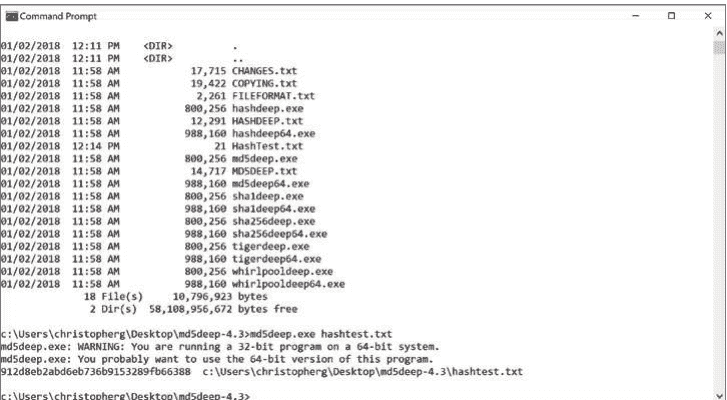 Command Prompt
01/02/2018 12:11 PM <DIR> .
01/02/2018 12:11 PM <DIR> ..
01/02/2018 11:58 AM 17,715 CHANGES.txt
01/02/2018 11:58 AM 19,422 COPYING.txt
01/02/2018 11:58 AM 2,261 FILEFORMAT.txt
01/02/2018 11:58 AM 800,256 hashdeep.exe
01/02/2018 11:58 AM 12,291 HASHDEEP.txt
01/02/2018 11:58 AM 988,160 hashdeep64.exe
01/02/2018 12:14 PM 21 HashTest.txt
01/02/2018 11:58 AM 800,256 md5deep.exe
01/02/2018 11:58 AM 14,717 MD5DEEP.txt
01/02/2018 11:58 AM 988,160 md5deep64.exe
01/02/2018 11:58 AM 800,256 sha1deep.exe
01/02/2018 11:58 AM 988,160 sha1deep64.exe
01/02/2018 11:58 AM 800,256 sha256deep.exe
01/02/2018 11:58 AM 988,160 sha256deep64.exe
01/02/2018 11:58 AM 800,256 tigerdeep.exe
01/02/2018 11:58 AM 988,160 tigerdeep64.exe
01/02/2018 11:58 AM 800,256 whirlpooldeep.exe
01/02/2018 11:58 AM 988,160 whirlpooldeep64.exe
18 File(s) 10,796,923 bytes
2 Dir(s) 58,108,956,672 bytes free
c:\Users\christopherg\Desktop\md5deep-4.3>md5deep.exe hashtest.txt
md5deep.exe: WARNING: You are running a 32-bit program on a 64-bit system.
md5deep.exe: You probably want to use the 64-bit version of this program.
912d8eb2abd6eb736b9153289fb66388 c:\Users\christopherg\Desktop\md5deep-4.3\hashtest.txt
c:\Users\christopherg\Desktop\md5deep-4.3>